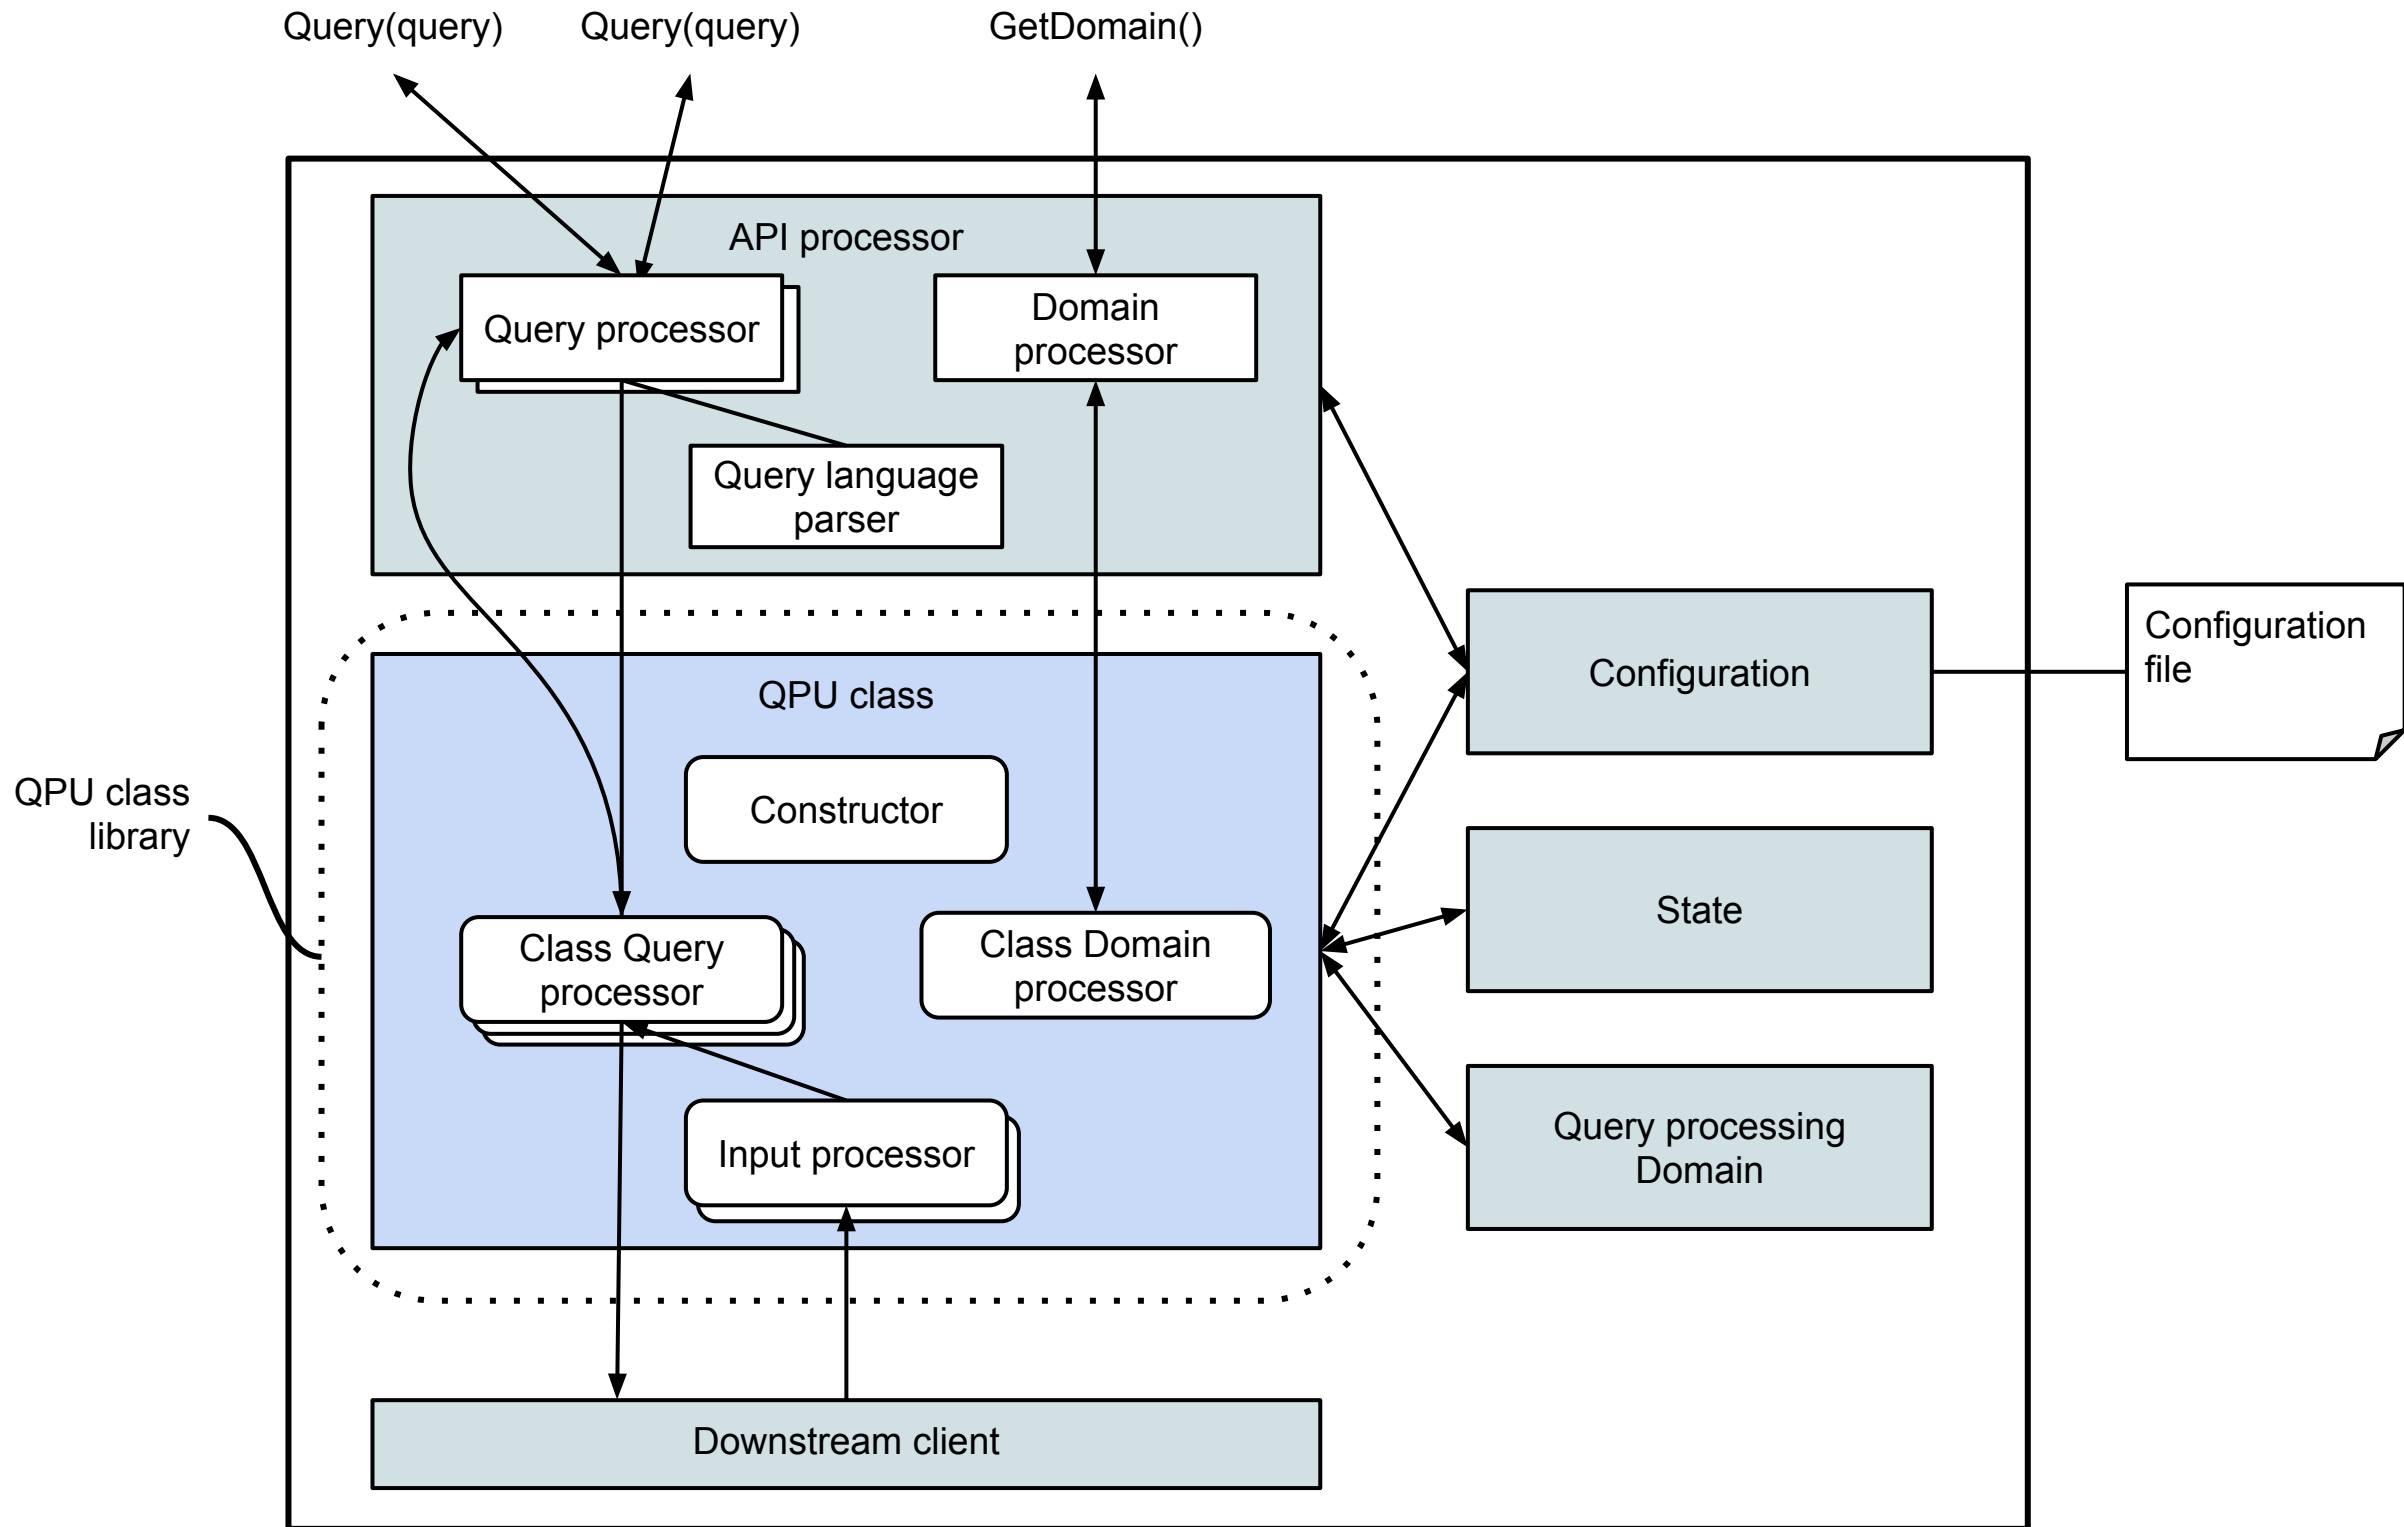 Query(query)
Query(query)
GetDomain()
API processor
Query processor
Domain
processor
Query language
parser
Configuration
file
Configuration
QPU class
Constructor
QPU class
library
State
Class Query
processor
Class Domain
processor
Query processing
Domain
Input processor
Downstream client